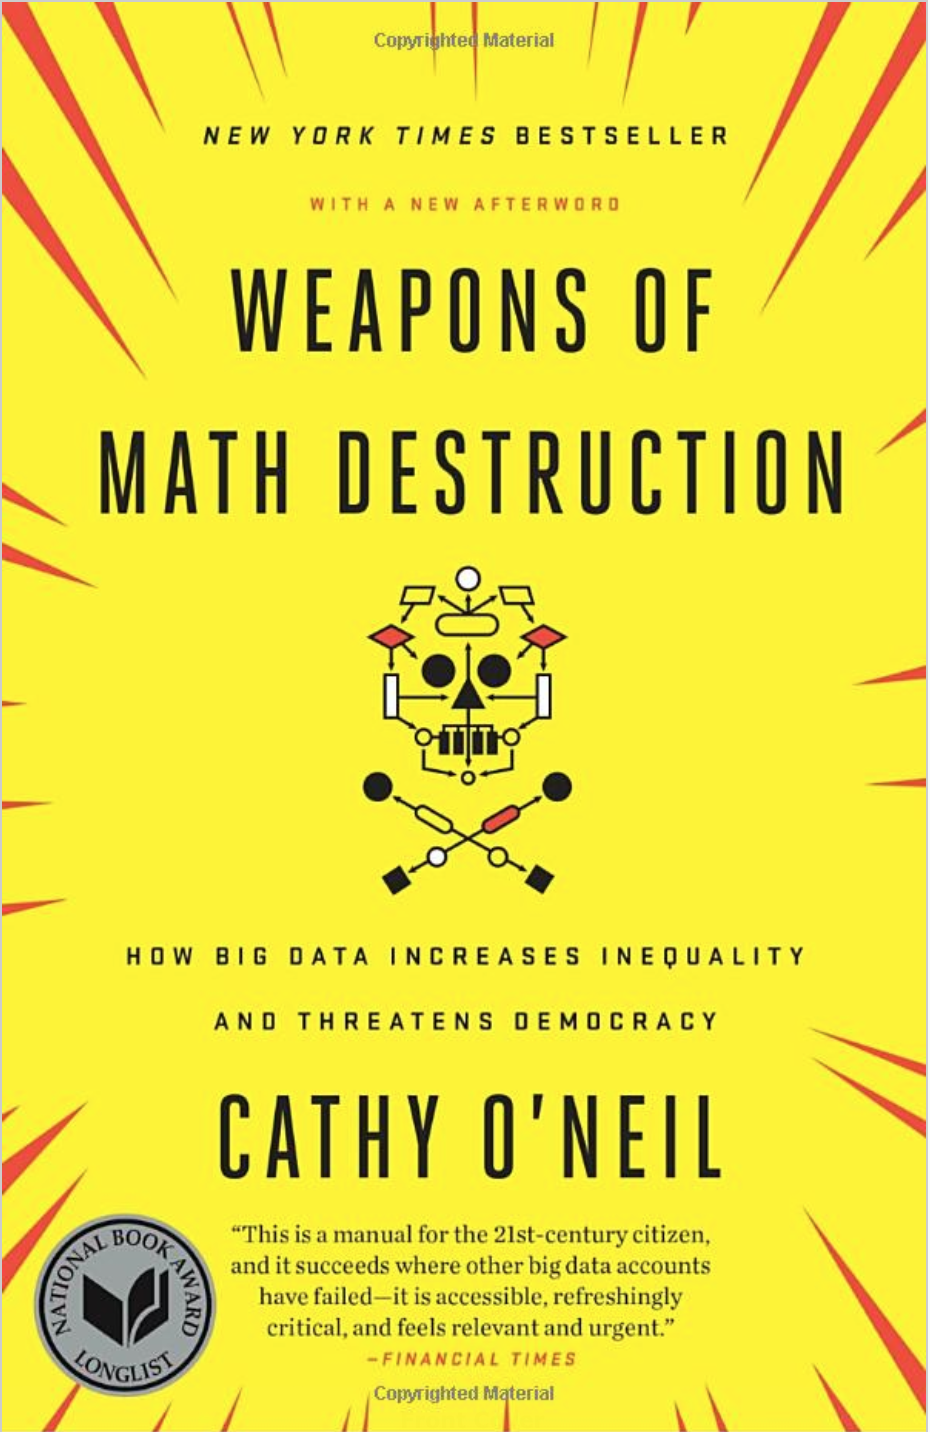 Copyrighted Material
NEW YORK TIMES BESTSELLER
WITH A NEW AFTERWORD
WEAPONS OF
MATH DESTRUCTION
HOW BIG DATA INCREASES INEQUALITY
AND THREATENS DEMOCRACY
CATHY O'NEIL
“This is a manual for the 21st-century citizen,
and it succeeds where other big data accounts
have failed—it is accessible, refreshingly
critical, and feels relevant and urgent.”
–FINANCIAL TIMES
NATIONAL BOOK AWARD
LONGLIST
Copyrighted Material